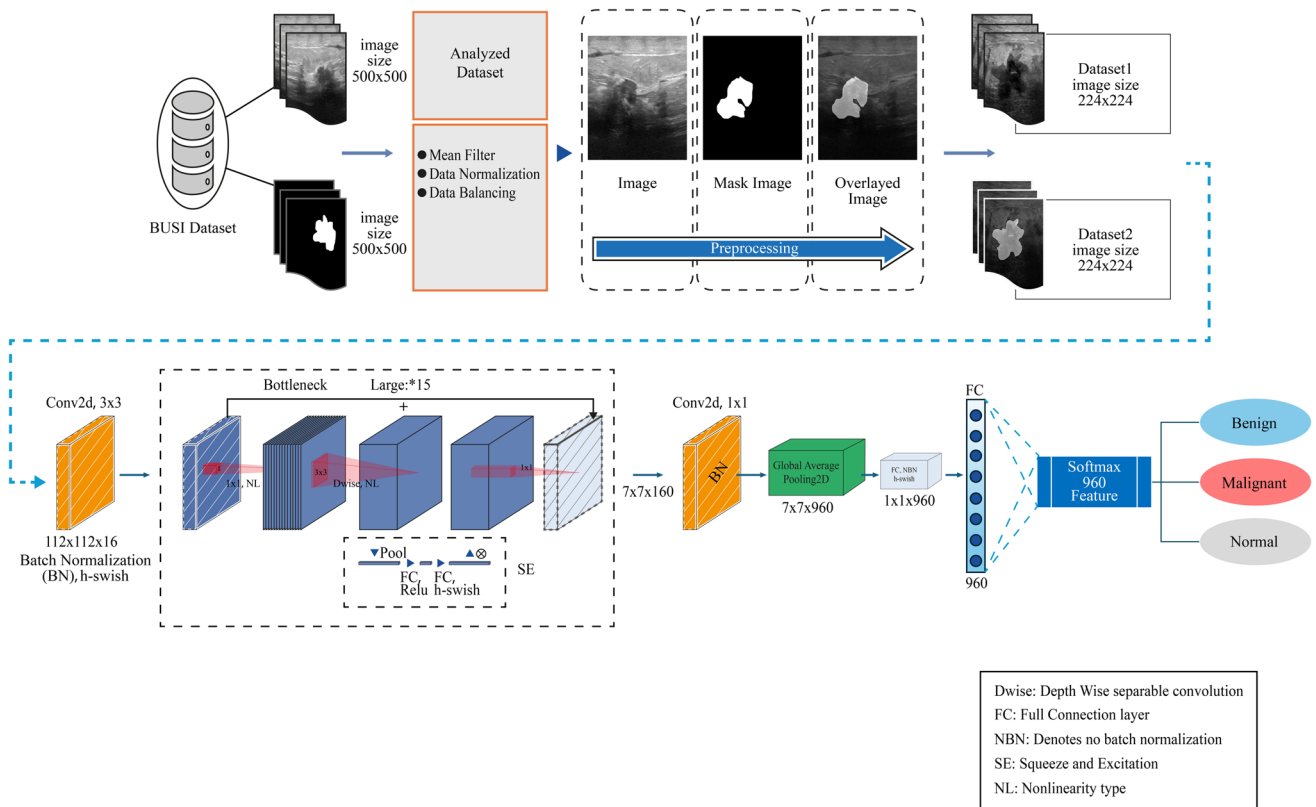 image
size
500x500
BUSI Dataset
image
size
500x500
Analyzed
Dataset
● Mean Filter
● Data Normalization
● Data Balancing
Image
Mask Image
Overlayed
Image
Preprocessing
Dataset1
image size
224x224
Dataset2
image size
224x224
Conv2d, 3x3
112x112x16
Batch Normalization
(BN), h-swish
Bottleneck
Large:*15
+
1
1x1, NL
3x3
Dwise, NL
1x1
Pool
FC,
Relu
FC,
h-swish
⊗
SE
7x7x160
Conv2d, 1x1
BN
Global Average
Pooling2D
7x7x960
FC, NBN
h-swish
1x1x960
FC
960
Softmax
960
Feature
Benign
Malignant
Normal
Dwise: Depth Wise separable convolution
FC: Full Connection layer
NBN: Denotes no batch normalization
SE: Squeeze and Excitation
NL: Nonlinearity type